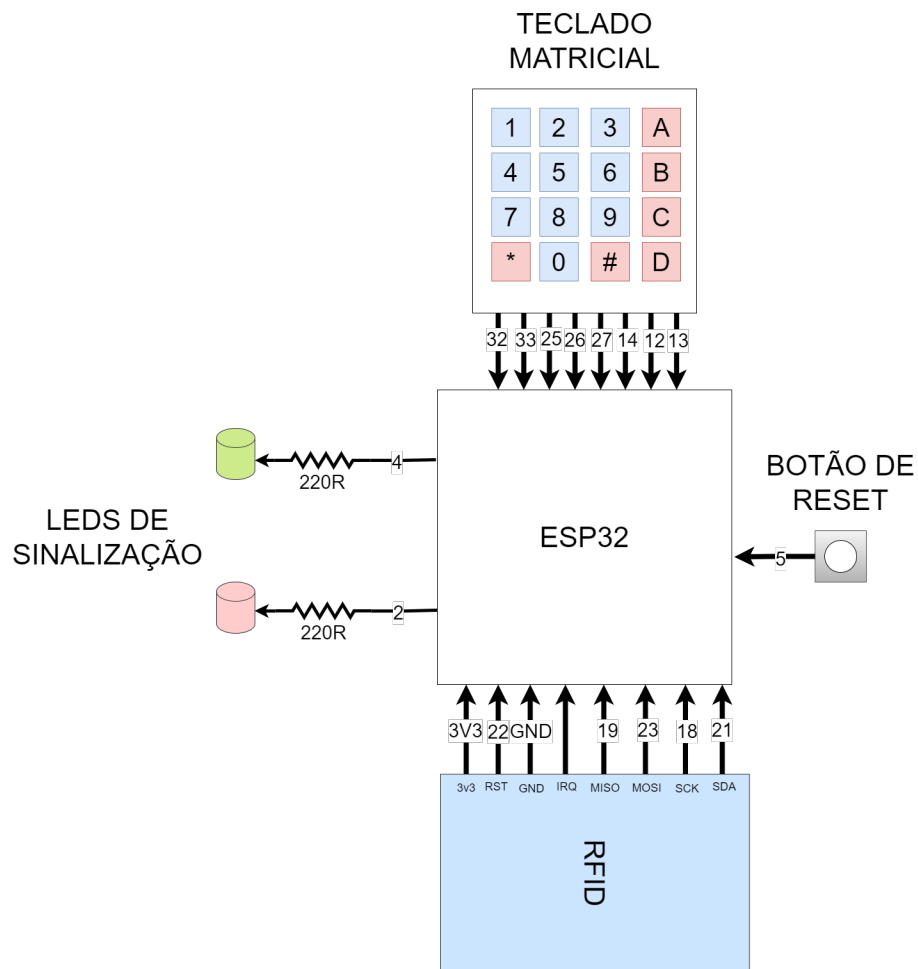 TECLADO
MATRICIAL
1 2 3 A
4 5 6 B
7 8 9 C
* 0 # D
32 33 25 26 27 14 12 13
4
220R
LEDS DE
SINALIZAÇÃO
2
220R
ESP32
BOTÃO DE
RESET
5
3V3 22 GND 19 23 18 21
3v3 RST GND IRQ MISO MOSI SCK SDA
RFID